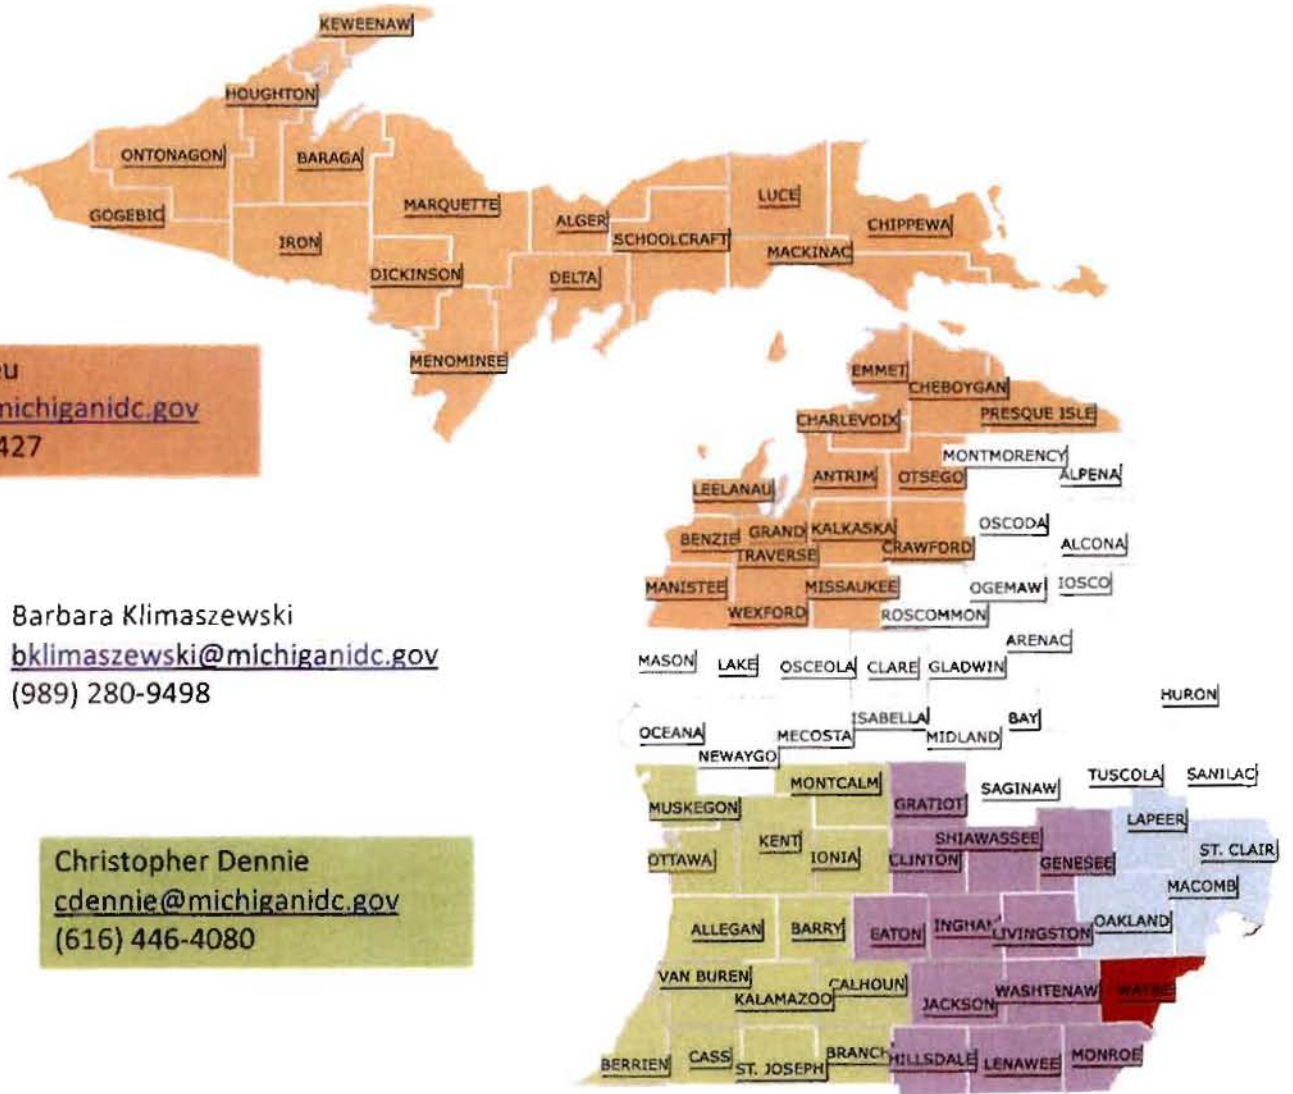 KEWEENAW
HOUGHTON
ONTONAGON
BARAGA
GOGEBIC
MARQUETTE
LUCE
ALGER
CHIPPEWA
IRON
SCHOOLCRAFT
MACKINAC
DICKINSON
DELTA
MENOMINEE
michiganidc.gov
427
EMMET
CHEBOYGAN
CHARLEVOIX
PRESQUE ISLE
MONTMORENCY
ALPENA
LEELANAU
ANTRIM
OTSEGO
BENZIE
GRAND
TRAVERSE
KALKASKA
CRAWFORD
OSCODA
ALCONA
MANISTEE
WEXFORD
MISSAUKEE
ROSCOMMON
OGEMAW
IOSCO
Barbara Klimaszewski
bklimaszewski@michiganidc.gov
(989) 280-9498
ARENAC
MASON
LAKE
OSCEOLA
CLARE
GLADWIN
HURON
OCEANA
NEWAYGO
MECOSTA
ISABELLA
MIDLAND
BAY
MONTCALM
GRATIOT
SAGINAW
TUSCOLA
SANILAC
MUSKEGON
KENT
OTTAWA
IONIA
CLINTON
SHIAWASSEE
GENESEE
LAPEER
ST. CLAIR
MACOMB
Christopher Dennie
cdennie@michiganidc.gov
(616) 446-4080
ALLEGAN
BARRY
EATON
INGHAM
LIVINGSTON
OAKLAND
VAN BUREN
KALAMAZOO
CALHOUN
JACKSON
WASHTENAW
WAYNE
BERRIEN
CASS
ST. JOSEPH
BRANCH
HILLSDALE
LENAWEE
MONROE